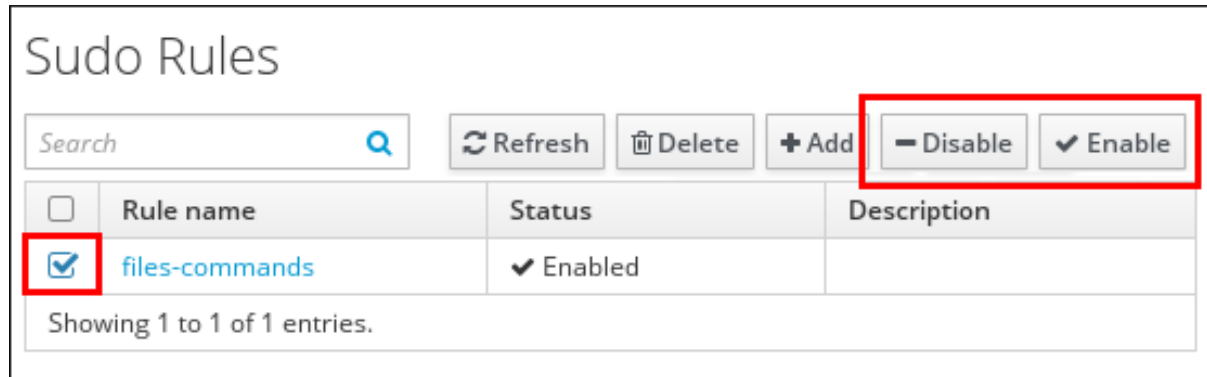 Sudo Rules
Search Refresh Delete Add Disable Enable
Rule name Status Description
files-commands Enabled
Showing 1 to 1 of 1 entries.